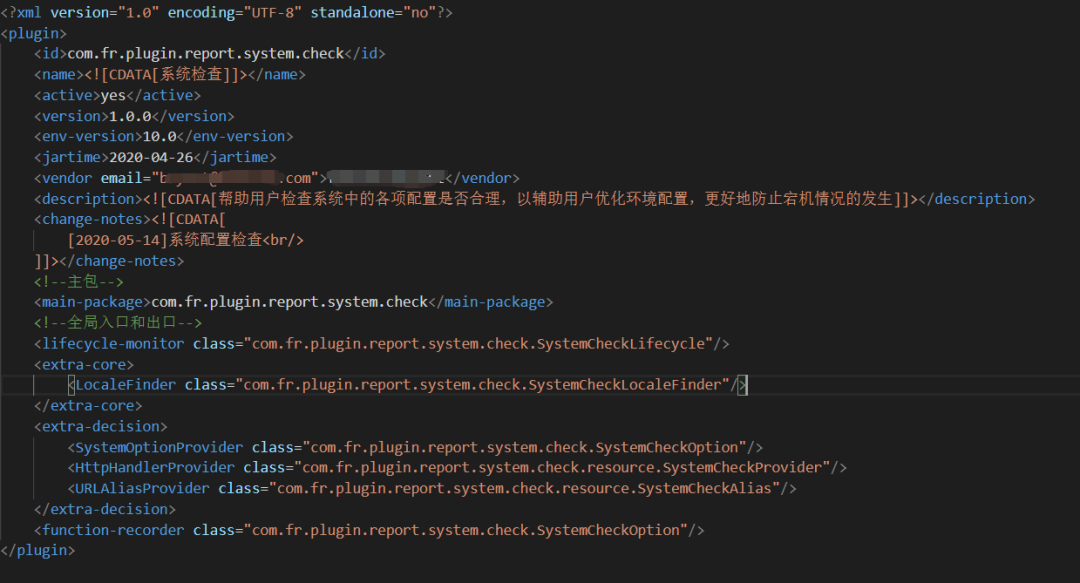 <?xml version="1.0" encoding="UTF-8" standalone="no"?>
<plugin>
    <id>com.fr.plugin.report.system.check</id>
    <name><![CDATA[系统检查]]></name>
    <active>yes</active>
    <version>1.0.0</version>
    <env-version>10.0</env-version>
    <jartime>2020-04-26</jartime>
    <vendor email=".com"></vendor>
    <description><![CDATA[帮助用户检查系统中的各项配置是否合理，以辅助用户优化环境配置，更好地防止宕机情况的发生]]></description>
    <change-notes><![CDATA[
        [2020-05-14]系统配置检查<br/>
    ]]></change-notes>
    <!--主包-->
    <main-package>com.fr.plugin.report.system.check</main-package>
    <!--全局入口和出口-->
    <lifecycle-monitor class="com.fr.plugin.report.system.check.SystemCheckLifecycle"/>
    <extra-core>
        <LocaleFinder class="com.fr.plugin.report.system.check.SystemCheckLocaleFinder"/>
    </extra-core>
    <extra-decision>
        <SystemOptionProvider class="com.fr.plugin.report.system.check.SystemCheckOption"/>
        <HttpHandlerProvider class="com.fr.plugin.report.system.check.resource.SystemCheckProvider"/>
        <URLAliasProvider class="com.fr.plugin.report.system.check.resource.SystemCheckAlias"/>
    </extra-decision>
    <function-recorder class="com.fr.plugin.report.system.check.SystemCheckOption"/>
</plugin>